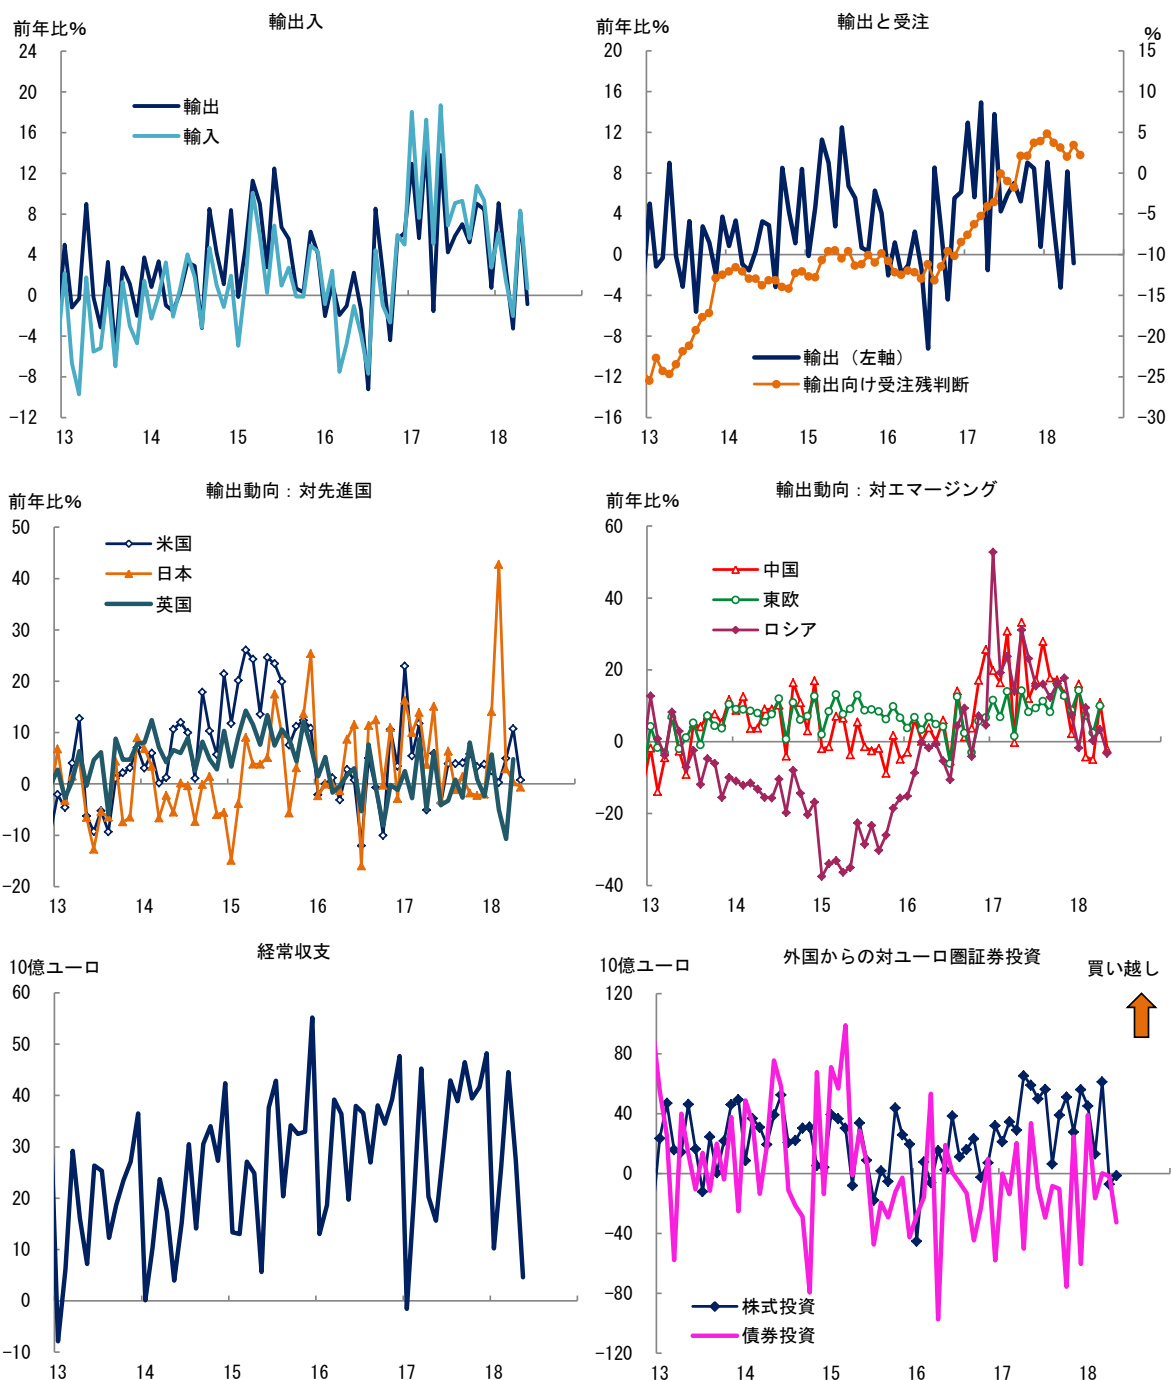 輸出入
前年比%
24
20
16
12
8
4
0
-4
-8
-12
13 14 15 16 17 18
輸出
輸入
輸出と受注
前年比%
%
20
16
12
8
4
0
-4
-8
-12
-16
15
10
5
0
-5
-10
-15
-20
-25
-30
13 14 15 16 17 18
輸出（左軸）
輸出向け受注残判断
輸出動向：対先進国
前年比%
50
40
30
20
10
0
-10
-20
13 14 15 16 17 18
米国
日本
英国
輸出動向：対エマージング
前年比%
60
40
20
0
-20
-40
13 14 15 16 17 18
中国
東欧
ロシア
経常収支
10億ユーロ
60
50
40
30
20
10
0
-10
13 14 15 16 17 18
外国からの対ユーロ圏証券投資
10億ユーロ
買い越し
120
80
40
0
-40
-80
-120
13 14 15 16 17 18
株式投資
債券投資